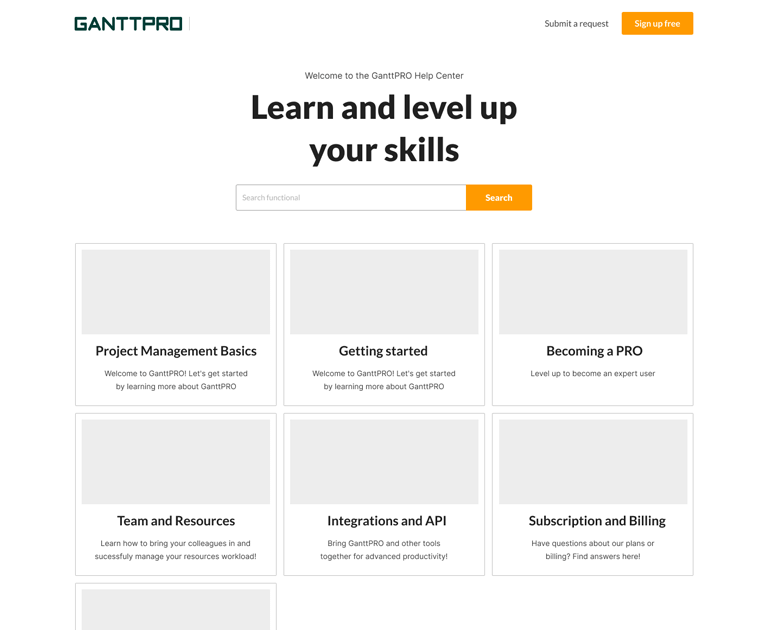 GANTTPRO
Submit a request
Sign up free
Welcome to the GanttPRO Help Center
Learn and level up
your skills
Search functional
Search
Project Management Basics
Welcome to GanttPRO! Let's get started
by learning more about GanttPRO
Getting started
Welcome to GanttPRO! Let's get started
by learning more about GanttPRO
Becoming a PRO
Level up to become an expert user
Team and Resources
Learn how to bring your colleagues in and
sucessfuly manage your resources workload!
Integrations and API
Bring GanttPRO and other tools
together for advanced productivity!
Subscription and Billing
Have questions about our plans or
billing? Find answers here!